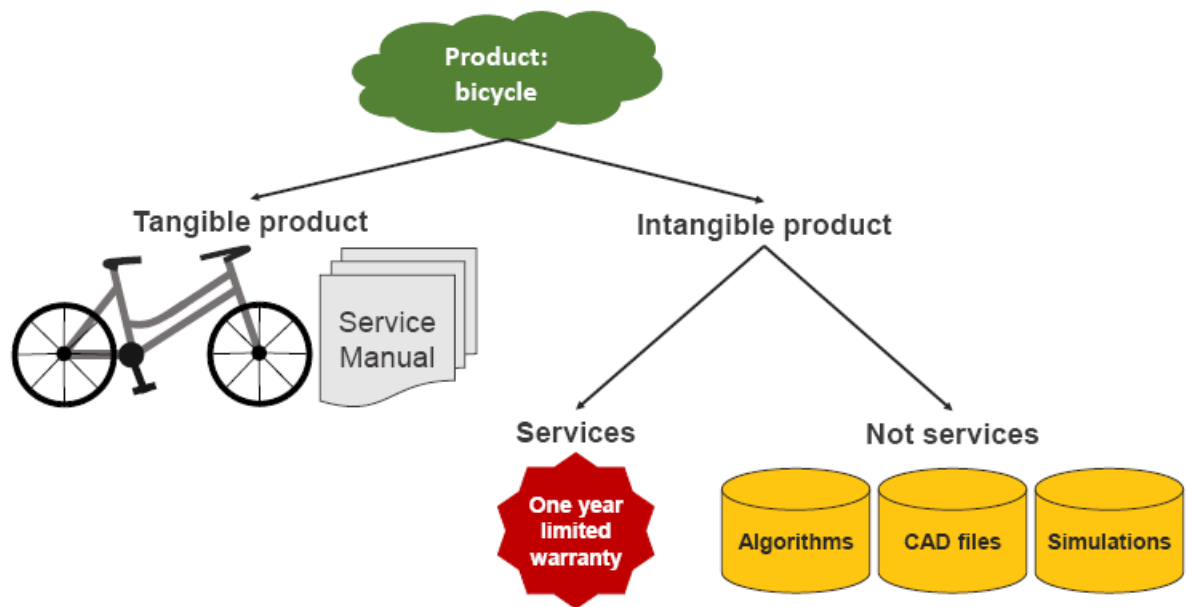 Product:
bicycle
Tangible product
Intangible product
Service
Manual
Services
Not services
One year
limited
warranty
Algorithms
CAD files
Simulations